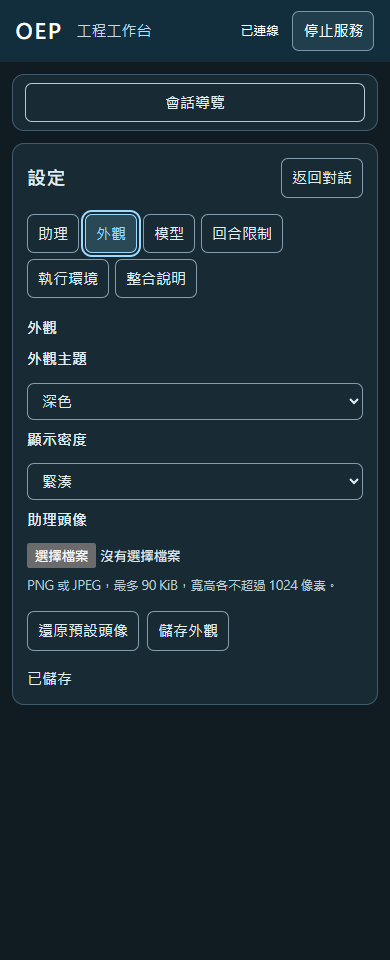 OEP 工程工作台 已連線 停止服務
會話導覽
設定 返回對話
助理 外觀 模型 回合限制
執行環境 整合說明
外觀
外觀主題
深色
顯示密度
緊湊
助理頭像
選擇檔案 沒有選擇檔案
PNG 或 JPEG，最多 90 KiB，寬高各不超過 1024 像素。
還原預設頭像 儲存外觀
已儲存